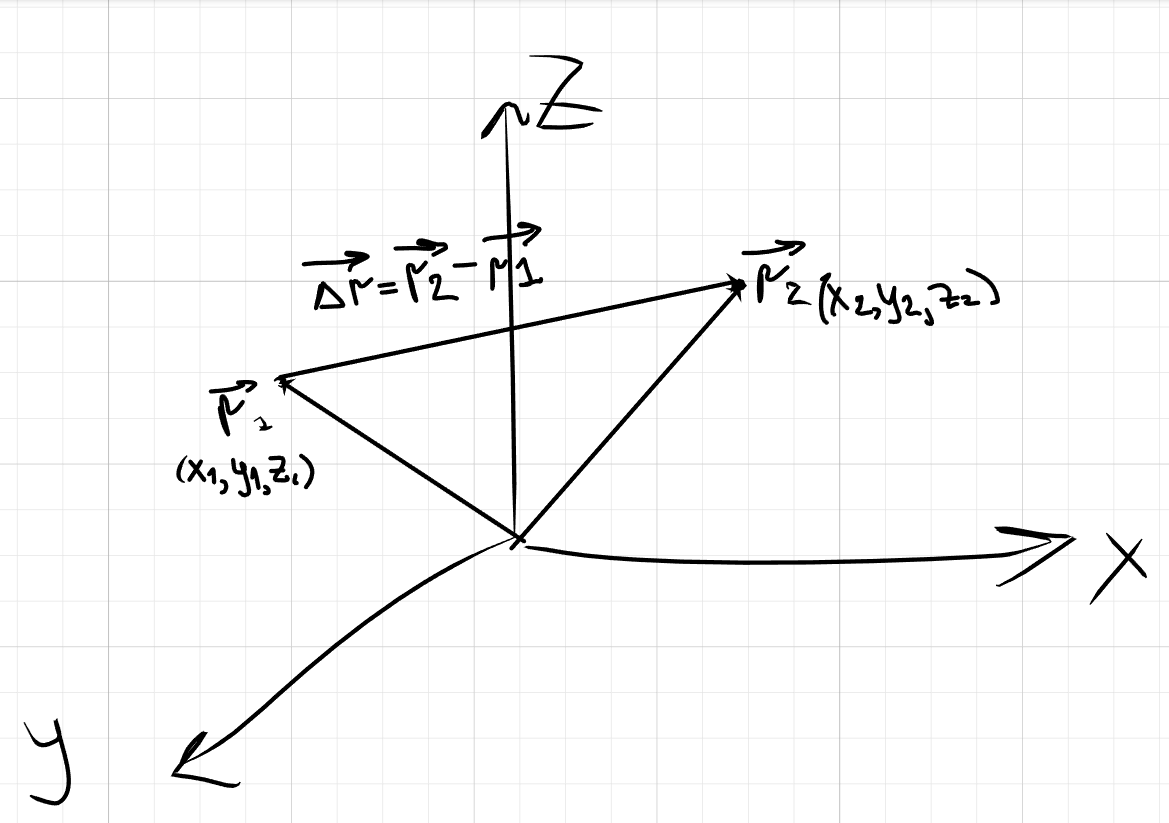 Z
Δr⃗ = r⃗2 - r⃗1
r⃗2 (x2, y2, z2)
r⃗1
(x1, y1, z1)
X
y